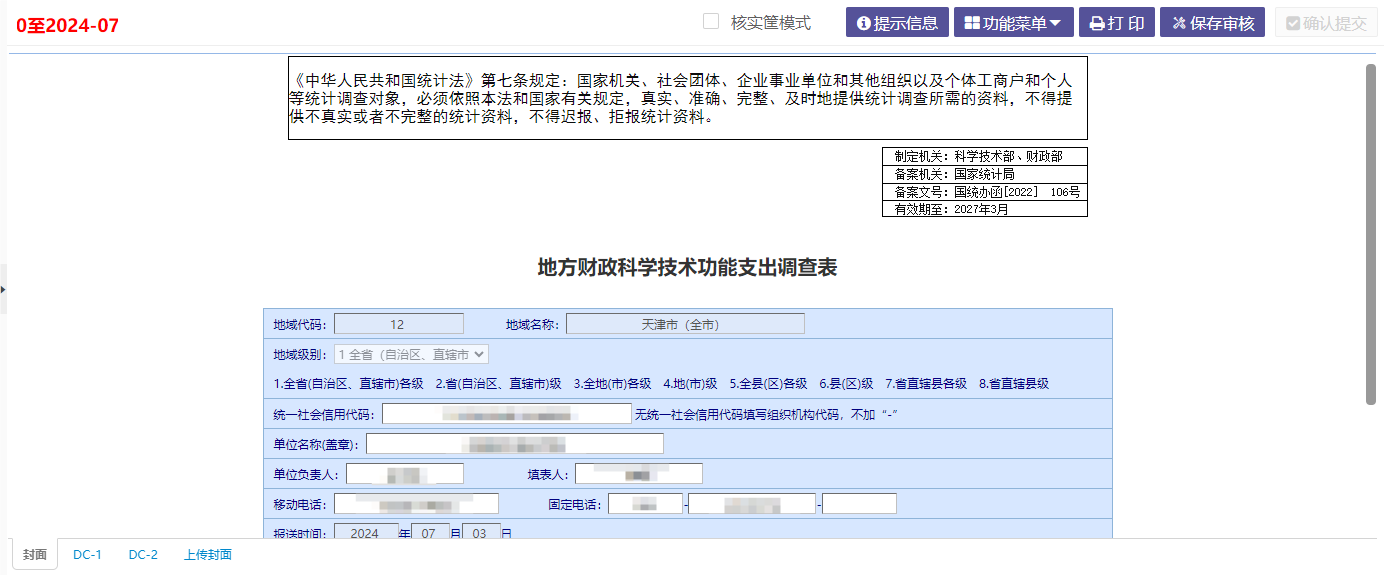 0至2024-07
核实筐模式 提示信息 功能菜单 打 印 保存审核 确认提交
《中华人民共和国统计法》第七条规定：国家机关、社会团体、企业事业单位和其他组织以及个体工商户和个人
等统计调查对象，必须依照本法和国家有关规定，真实、准确、完整、及时地提供统计调查所需的资料，不得提
供不真实或者不完整的统计资料，不得迟报、拒报统计资料。
制定机关：科学技术部、财政部
备案机关：国家统计局
备案文号：国统办函[2022] 106号
有效期至：2027年3月
地方财政科学技术功能支出调查表
地域代码： 12 地域名称： 天津市（全市）
地域级别： 1 全省（自治区、直辖市
1.全省(自治区、直辖市)各级 2.省(自治区、直辖市)级 3.全地(市)各级 4.地(市)级 5.全县(区)各级 6.县(区)级 7.省直辖县各级 8.省直辖县级
统一社会信用代码： 无统一社会信用代码填写组织机构代码，不加“-”
单位名称(盖章)：
单位负责人： 填表人：
移动电话： 固定电话： - -
报送时间： 2024 年 07 月 03 日
封面 DC-1 DC-2 上传封面